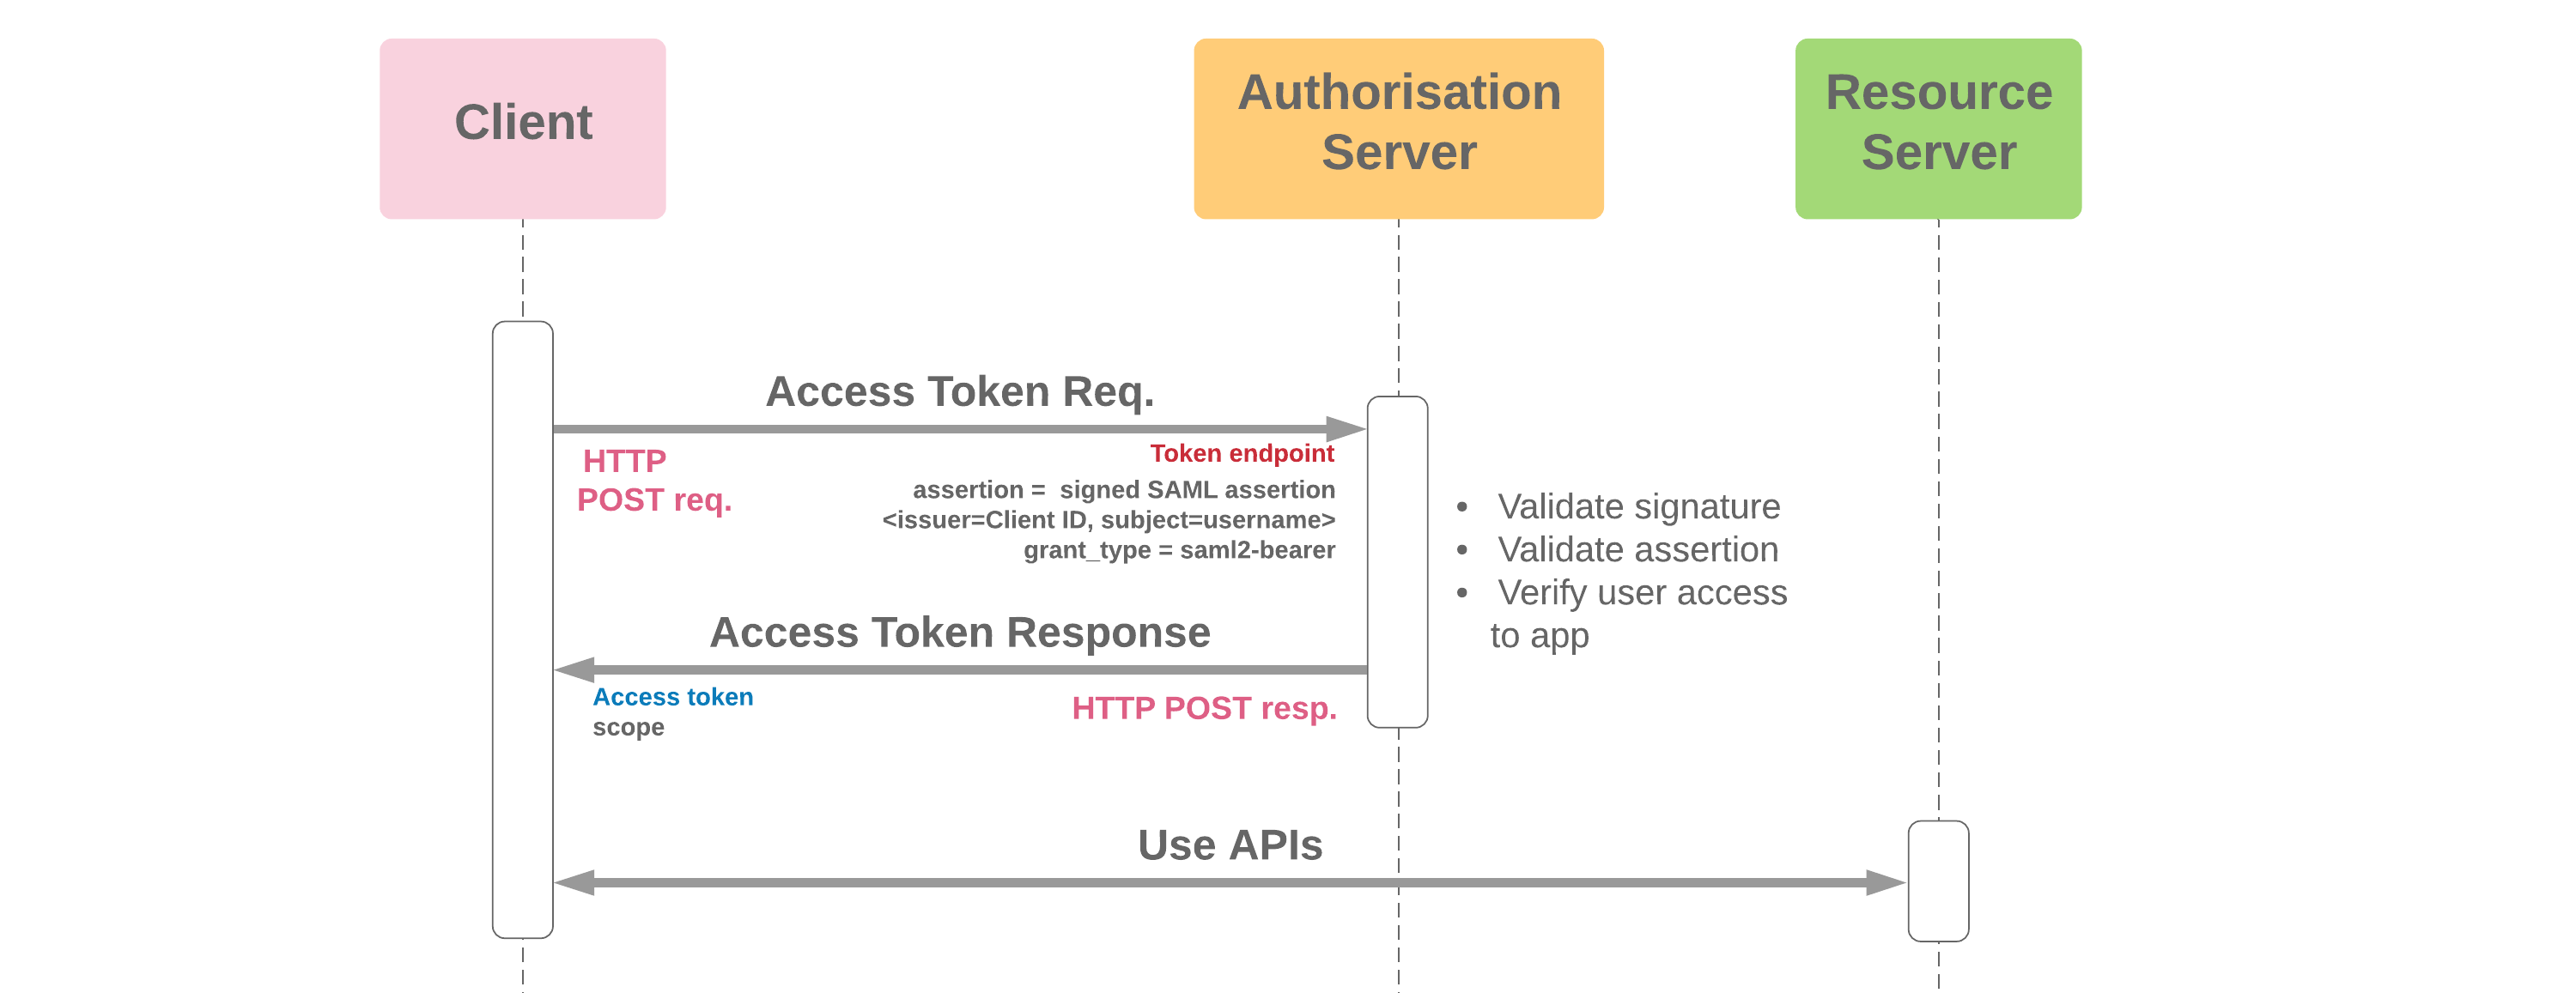 Client
Authorisation
Server
Resource
Server
Access Token Req.
HTTP
POST req.
Token endpoint
assertion =  signed SAML assertion
<issuer=Client ID, subject=username>
grant_type = saml2-bearer
• Validate signature
• Validate assertion
• Verify user access
to app
Access Token Response
Access token
scope
HTTP POST resp.
Use APIs